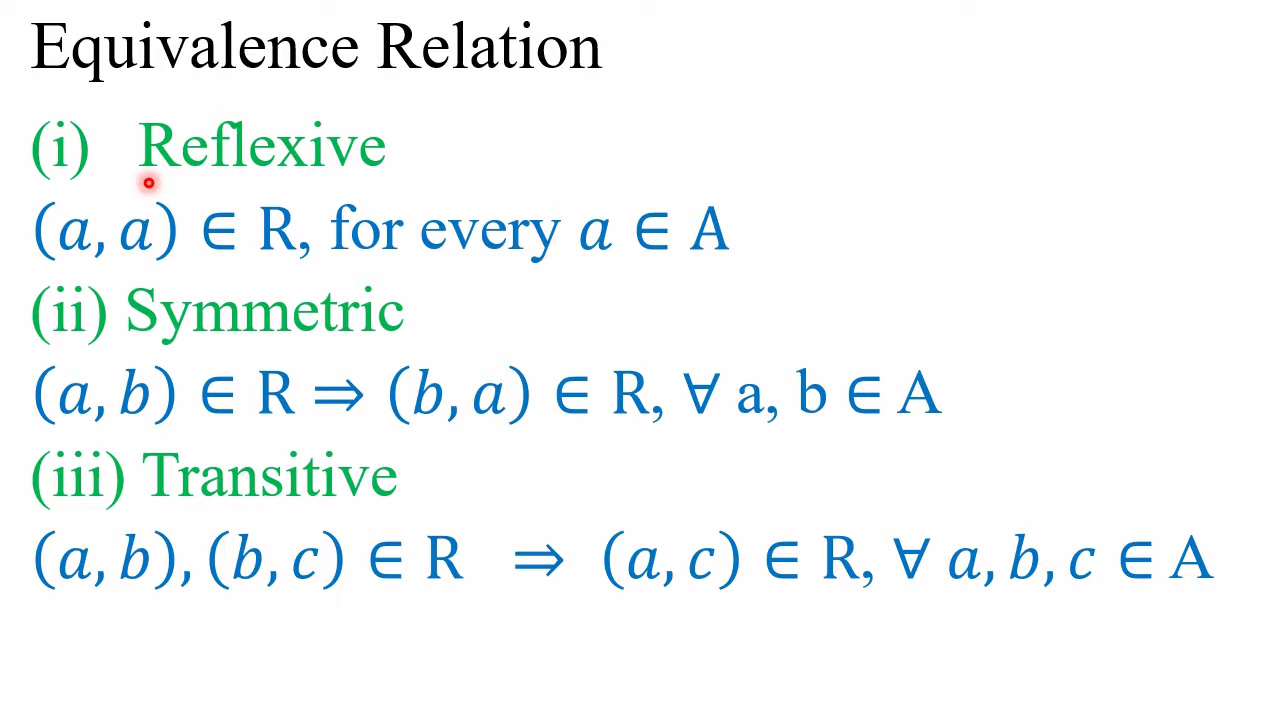 Equivalence Relation
(i) Reflexive
(a, a) ∈ R, for every a ∈ A
(ii) Symmetric
(a, b) ∈ R ⇒ (b, a) ∈ R, ∀ a, b ∈ A
(iii) Transitive
(a, b), (b, c) ∈ R ⇒ (a, c) ∈ R, ∀ a, b, c ∈ A